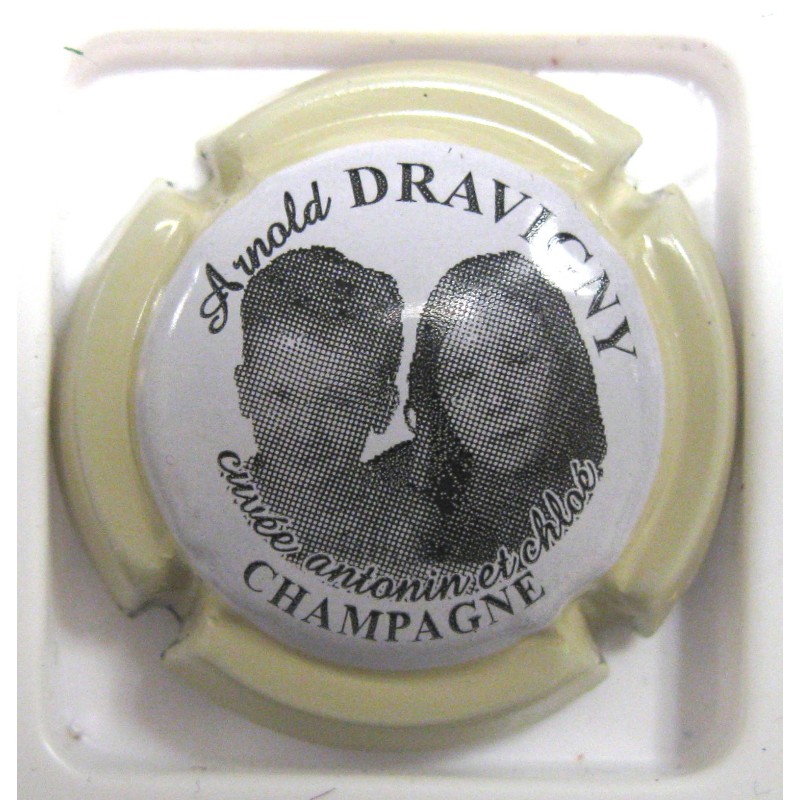 Arnold DRAVIGNY
cuvée antonin et chloé
CHAMPAGNE